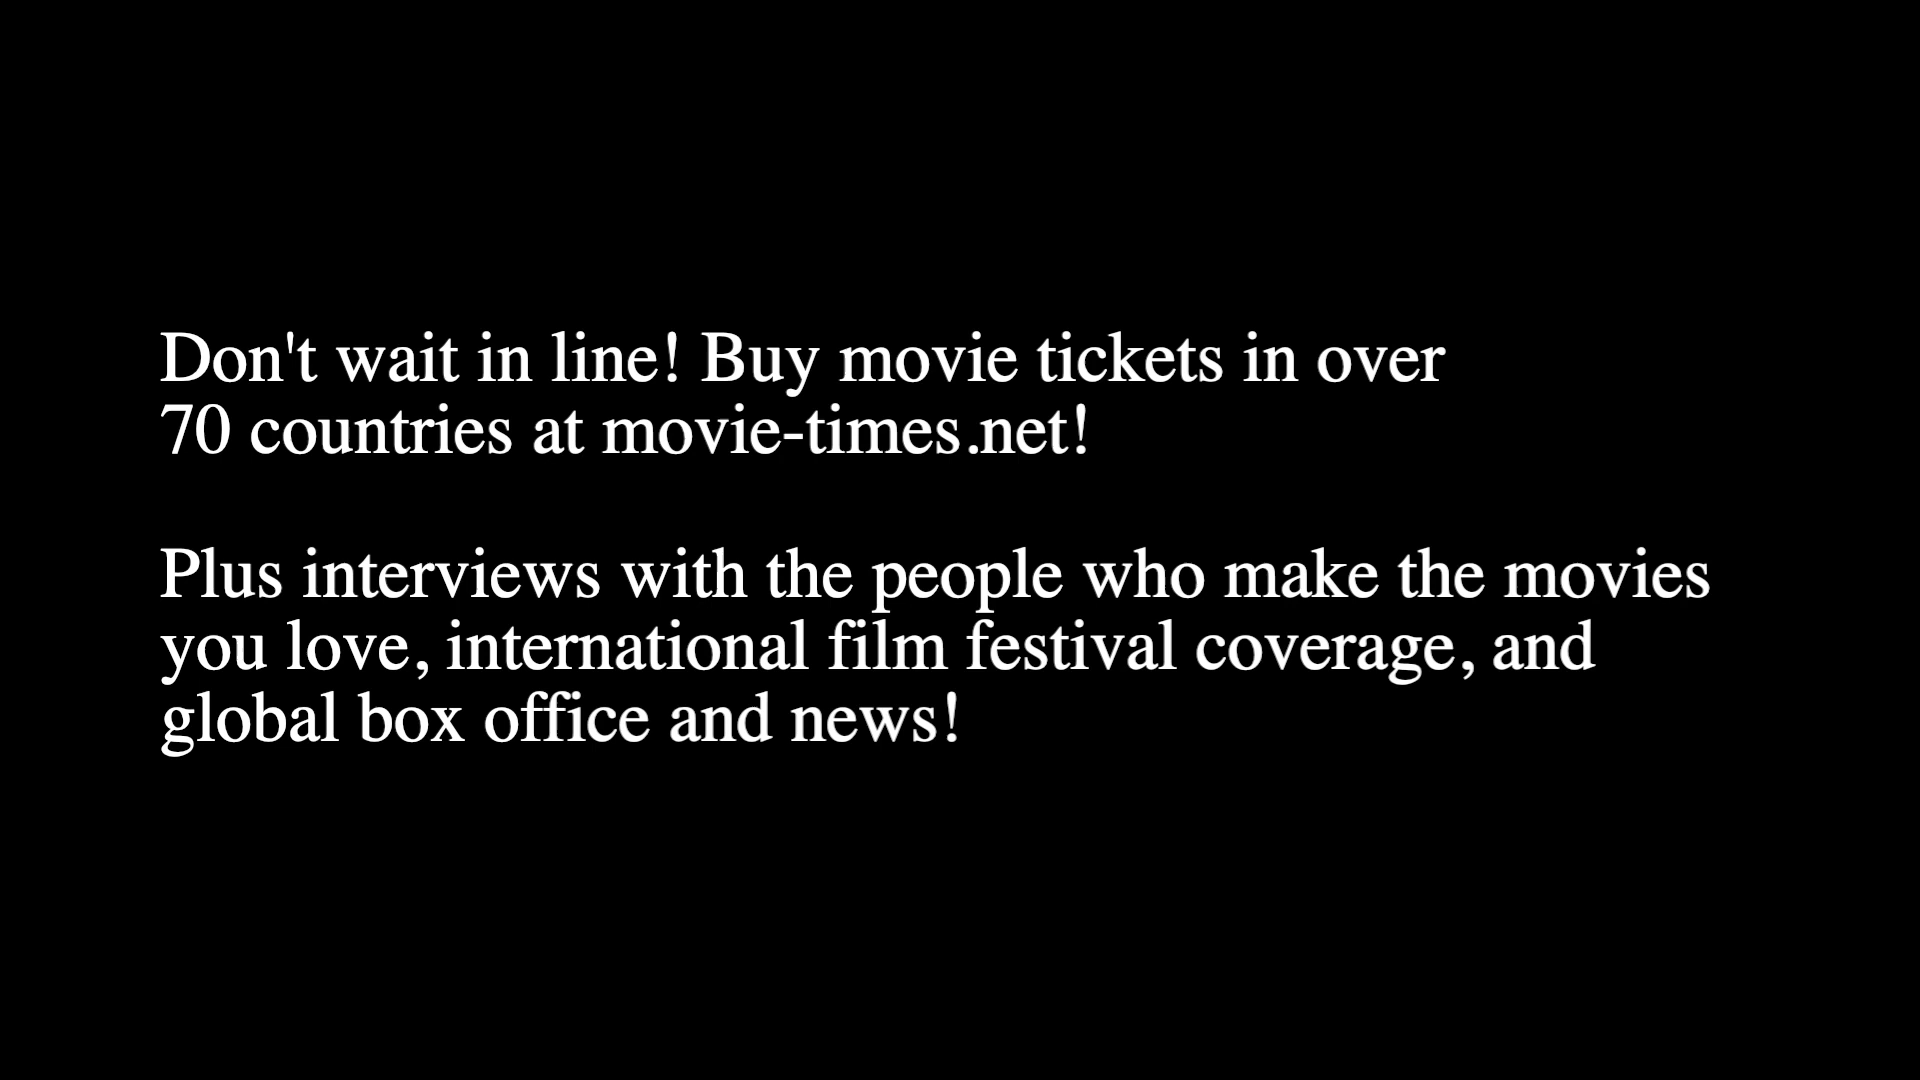 Don't wait in line! Buy movie tickets in over
70 countries at movie-times.net!
Plus interviews with the people who make the movies
you love, international film festival coverage, and
global box office and news!